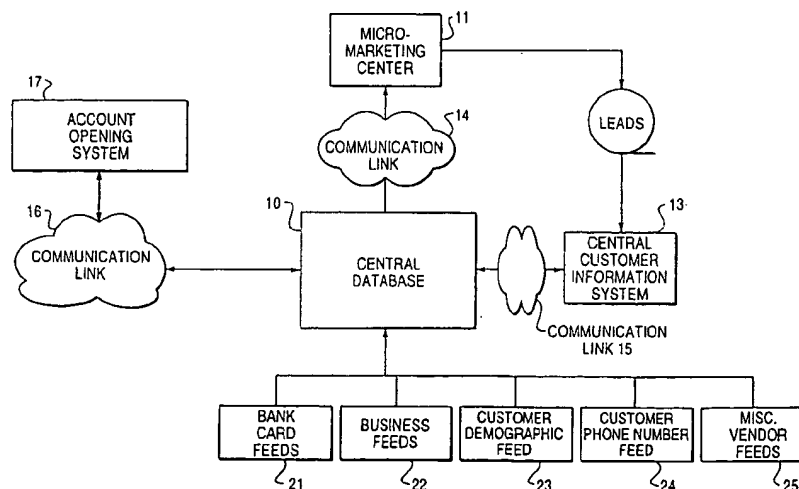 11
MICRO-
MARKETING
CENTER
17
ACCOUNT
OPENING
SYSTEM
14
COMMUNICATION
LINK
LEADS
16
COMMUNICATION
LINK
10
CENTRAL
DATABASE
13
CENTRAL
CUSTOMER
INFORMATION
SYSTEM
COMMUNICATION
LINK 15
BANK
CARD
FEEDS
BUSINESS
FEEDS
CUSTOMER
DEMOGRAPHIC
FEED
CUSTOMER
PHONE NUMBER
FEED
MISC.
VENDOR
FEEDS
21
22
23
24
25